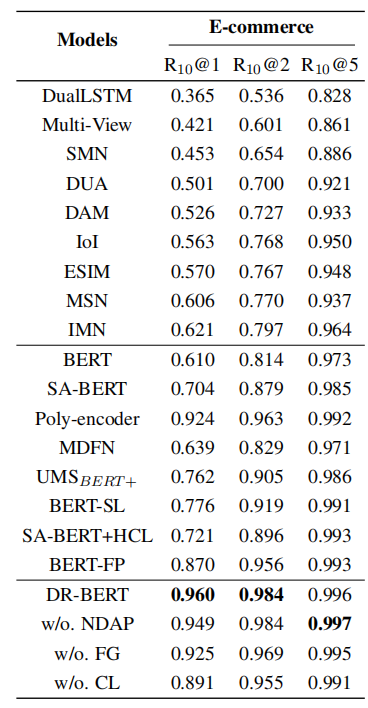 Models E-commerce
R10@1 R10@2 R10@5
DualLSTM 0.365 0.536 0.828
Multi-View 0.421 0.601 0.861
SMN 0.453 0.654 0.886
DUA 0.501 0.700 0.921
DAM 0.526 0.727 0.933
IoI 0.563 0.768 0.950
ESIM 0.570 0.767 0.948
MSN 0.606 0.770 0.937
IMN 0.621 0.797 0.964
BERT 0.610 0.814 0.973
SA-BERT 0.704 0.879 0.985
Poly-encoder 0.924 0.963 0.992
MDFN 0.639 0.829 0.971
UMSBERT+ 0.762 0.905 0.986
BERT-SL 0.776 0.919 0.991
SA-BERT+HCL 0.721 0.896 0.993
BERT-FP 0.870 0.956 0.993
DR-BERT 0.960 0.984 0.996
w/o. NDAP 0.949 0.984 0.997
w/o. FG 0.925 0.969 0.995
w/o. CL 0.891 0.955 0.991